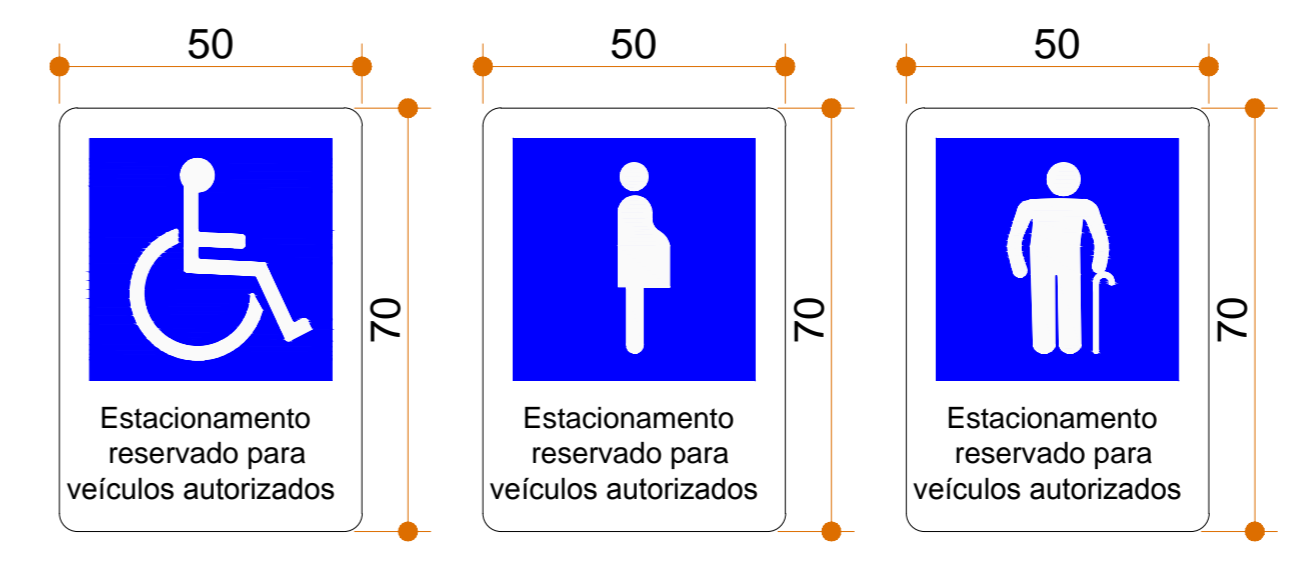 50
50
50
70
70
70
Estacionamento
reservado para
veículos autorizados
Estacionamento
reservado para
veículos autorizados
Estacionamento
reservado para
veículos autorizados